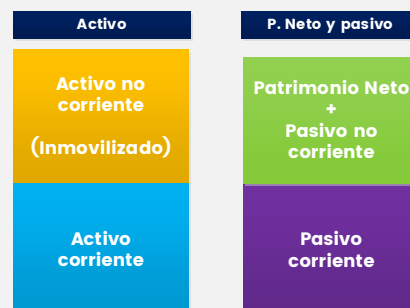 Activo
P. Neto y pasivo
Activo no
corriente
(Inmovilizado)
Patrimonio Neto
+
Pasivo no
corriente
Activo
corriente
Pasivo
corriente